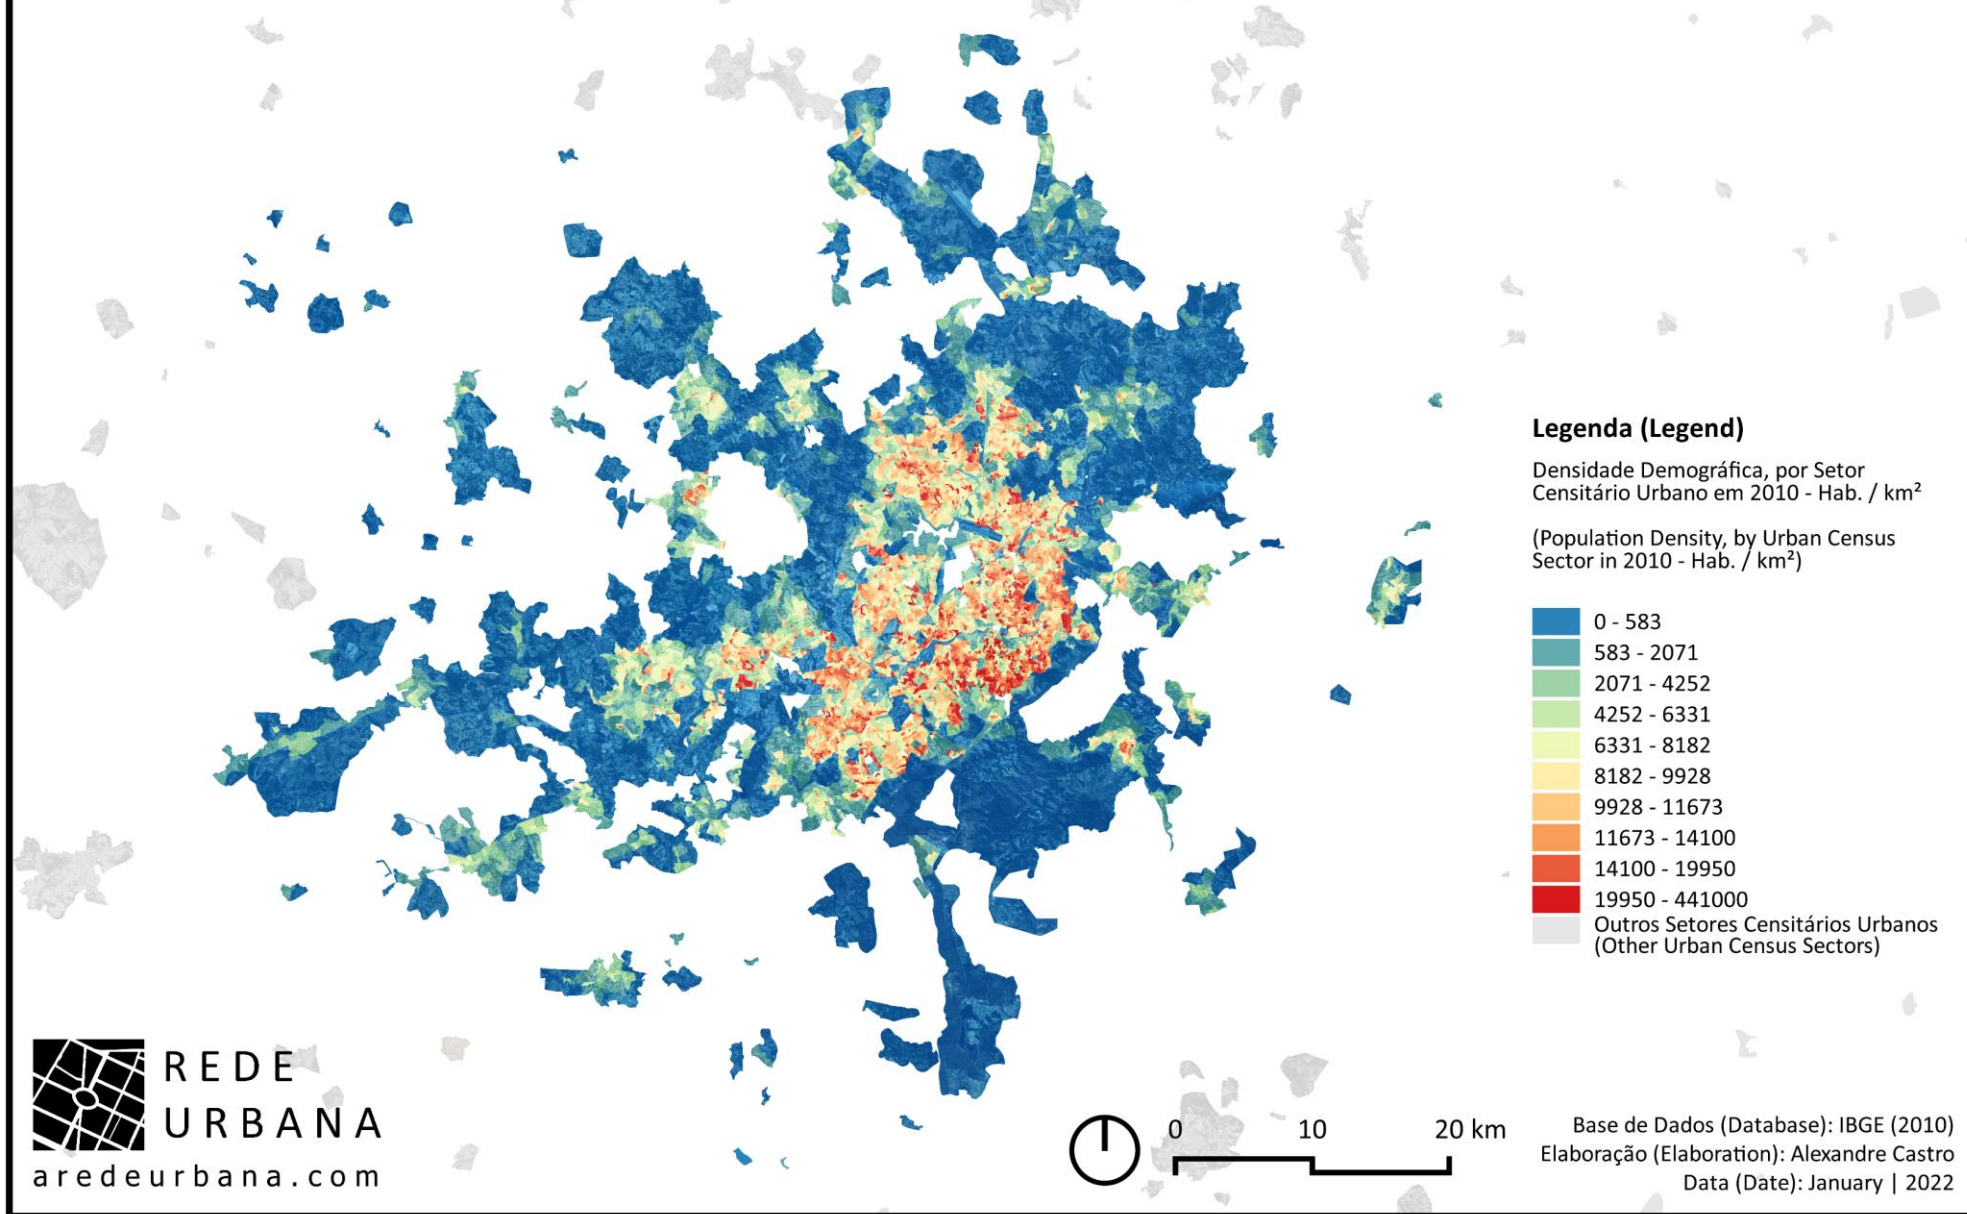 Legenda (Legend)
Densidade Demográfica, por Setor
Censitário Urbano em 2010 - Hab. / km²
(Population Density, by Urban Census
Sector in 2010 - Hab. / km²)
0 - 583
583 - 2071
2071 - 4252
4252 - 6331
6331 - 8182
8182 - 9928
9928 - 11673
11673 - 14100
14100 - 19950
19950 - 441000
Outros Setores Censitários Urbanos
(Other Urban Census Sectors)
REDE
URBANA
aredeurbana.com
0 10 20 km
Base de Dados (Database): IBGE (2010)
Elaboração (Elaboration): Alexandre Castro
Data (Date): January | 2022